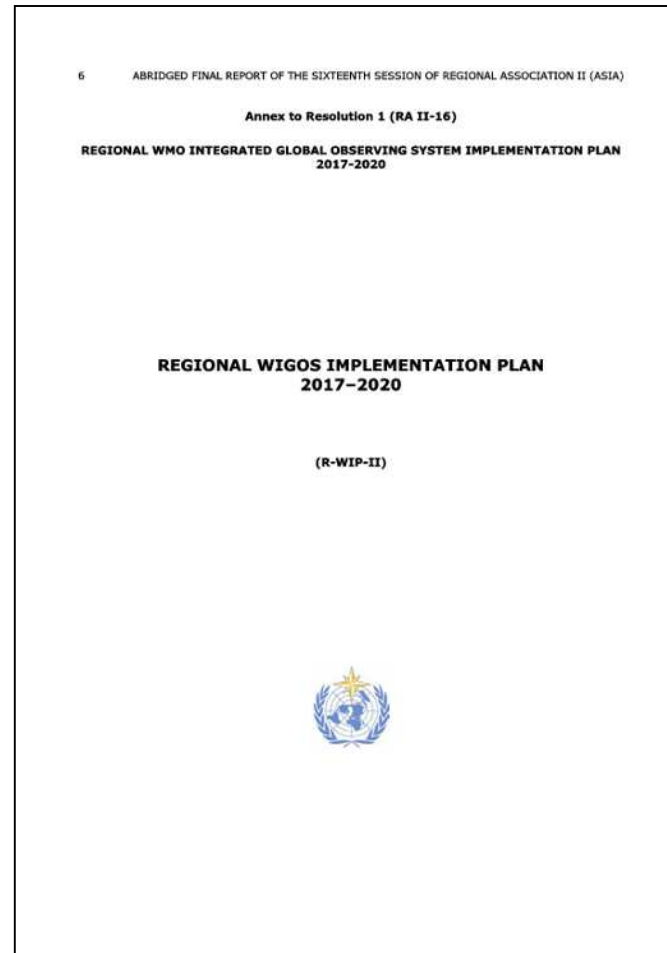 6 ABRIDGED FINAL REPORT OF THE SIXTEENTH SESSION OF REGIONAL ASSOCIATION II (ASIA)
Annex to Resolution 1 (RA II-16)
REGIONAL WMO INTEGRATED GLOBAL OBSERVING SYSTEM IMPLEMENTATION PLAN
2017-2020
REGIONAL WIGOS IMPLEMENTATION PLAN
2017–2020
(R-WIP-II)